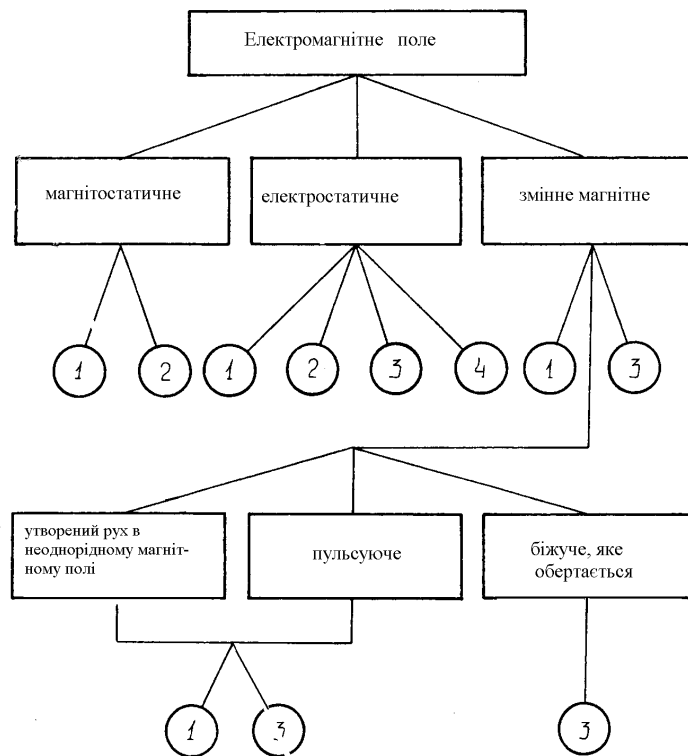 Електромагнітне поле
магнітостатичне
електростатичне
змінне магнітне
1
2
1
2
3
4
1
3
утворений рух в
неоднорідному магніт-
ному полі
пульсуюче
біжуче, яке
обертається
1
3
3